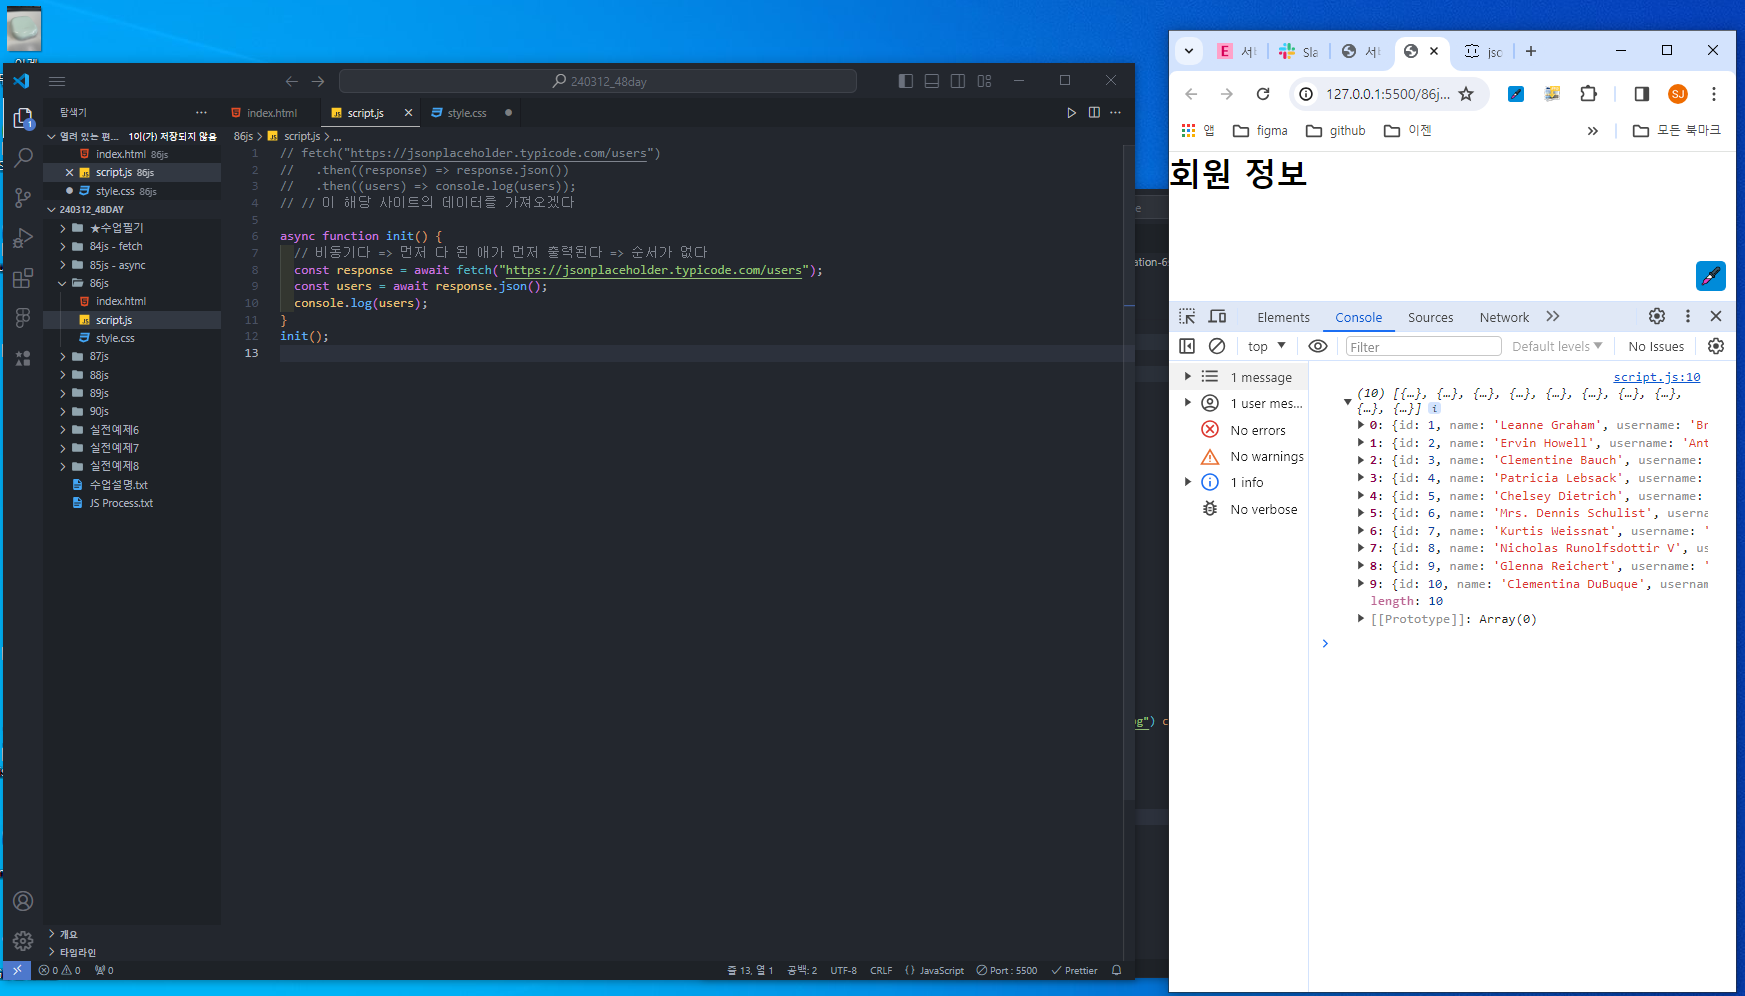 240312_48day
탐색기
index.html
script.js
style.css
열려 있는 편... 1이(가) 저장되지 않음
index.html 86js
script.js 86js
style.css 86js
240312_48DAY
★수업필기
84js - fetch
85js - async
86js
index.html
script.js
style.css
87js
88js
89js
90js
실전예제6
실전예제7
실전예제8
수업설명.txt
JS Process.txt
개요
타임라인
86js > script.js > ...
1 // fetch("https://jsonplaceholder.typicode.com/users")
2 //   .then((response) => response.json())
3 //   .then((users) => console.log(users));
4 // // 이 해당 사이트의 데이터를 가져오겠다
5
6 async function init() {
7   // 비동기다 => 먼저 다 된 애가 먼저 출력된다 => 순서가 없다
8   const response = await fetch("https://jsonplaceholder.typicode.com/users");
9   const users = await response.json();
10   console.log(users);
11 }
12 init();
13
0 0 0
줄 13, 열 1 공백: 2 UTF-8 CRLF {} JavaScript Port : 5500 Prettier
ation-6
") c
E Sla jsc
127.0.0.1:5500/86j... SJ
앱 figma github 이젠 » 모든 북마크
회원 정보
Elements Console Sources Network
top Filter Default levels No Issues
1 message
1 user mes...
No errors
No warnings
1 info
No verbose
script.js:10
(10) [{…}, {…}, {…}, {…}, {…}, {…}, {…}, {…},
{…}, {…}] i
0: {id: 1, name: 'Leanne Graham', username: 'Br
1: {id: 2, name: 'Ervin Howell', username: 'Ant
2: {id: 3, name: 'Clementine Bauch', username:
3: {id: 4, name: 'Patricia Lebsack', username:
4: {id: 5, name: 'Chelsey Dietrich', username:
5: {id: 6, name: 'Mrs. Dennis Schulist', userna
6: {id: 7, name: 'Kurtis Weissnat', username: '
7: {id: 8, name: 'Nicholas Runolfsdottir V', us
8: {id: 9, name: 'Glenna Reichert', username: '
9: {id: 10, name: 'Clementina DuBuque', usernam
length: 10
[[Prototype]]: Array(0)